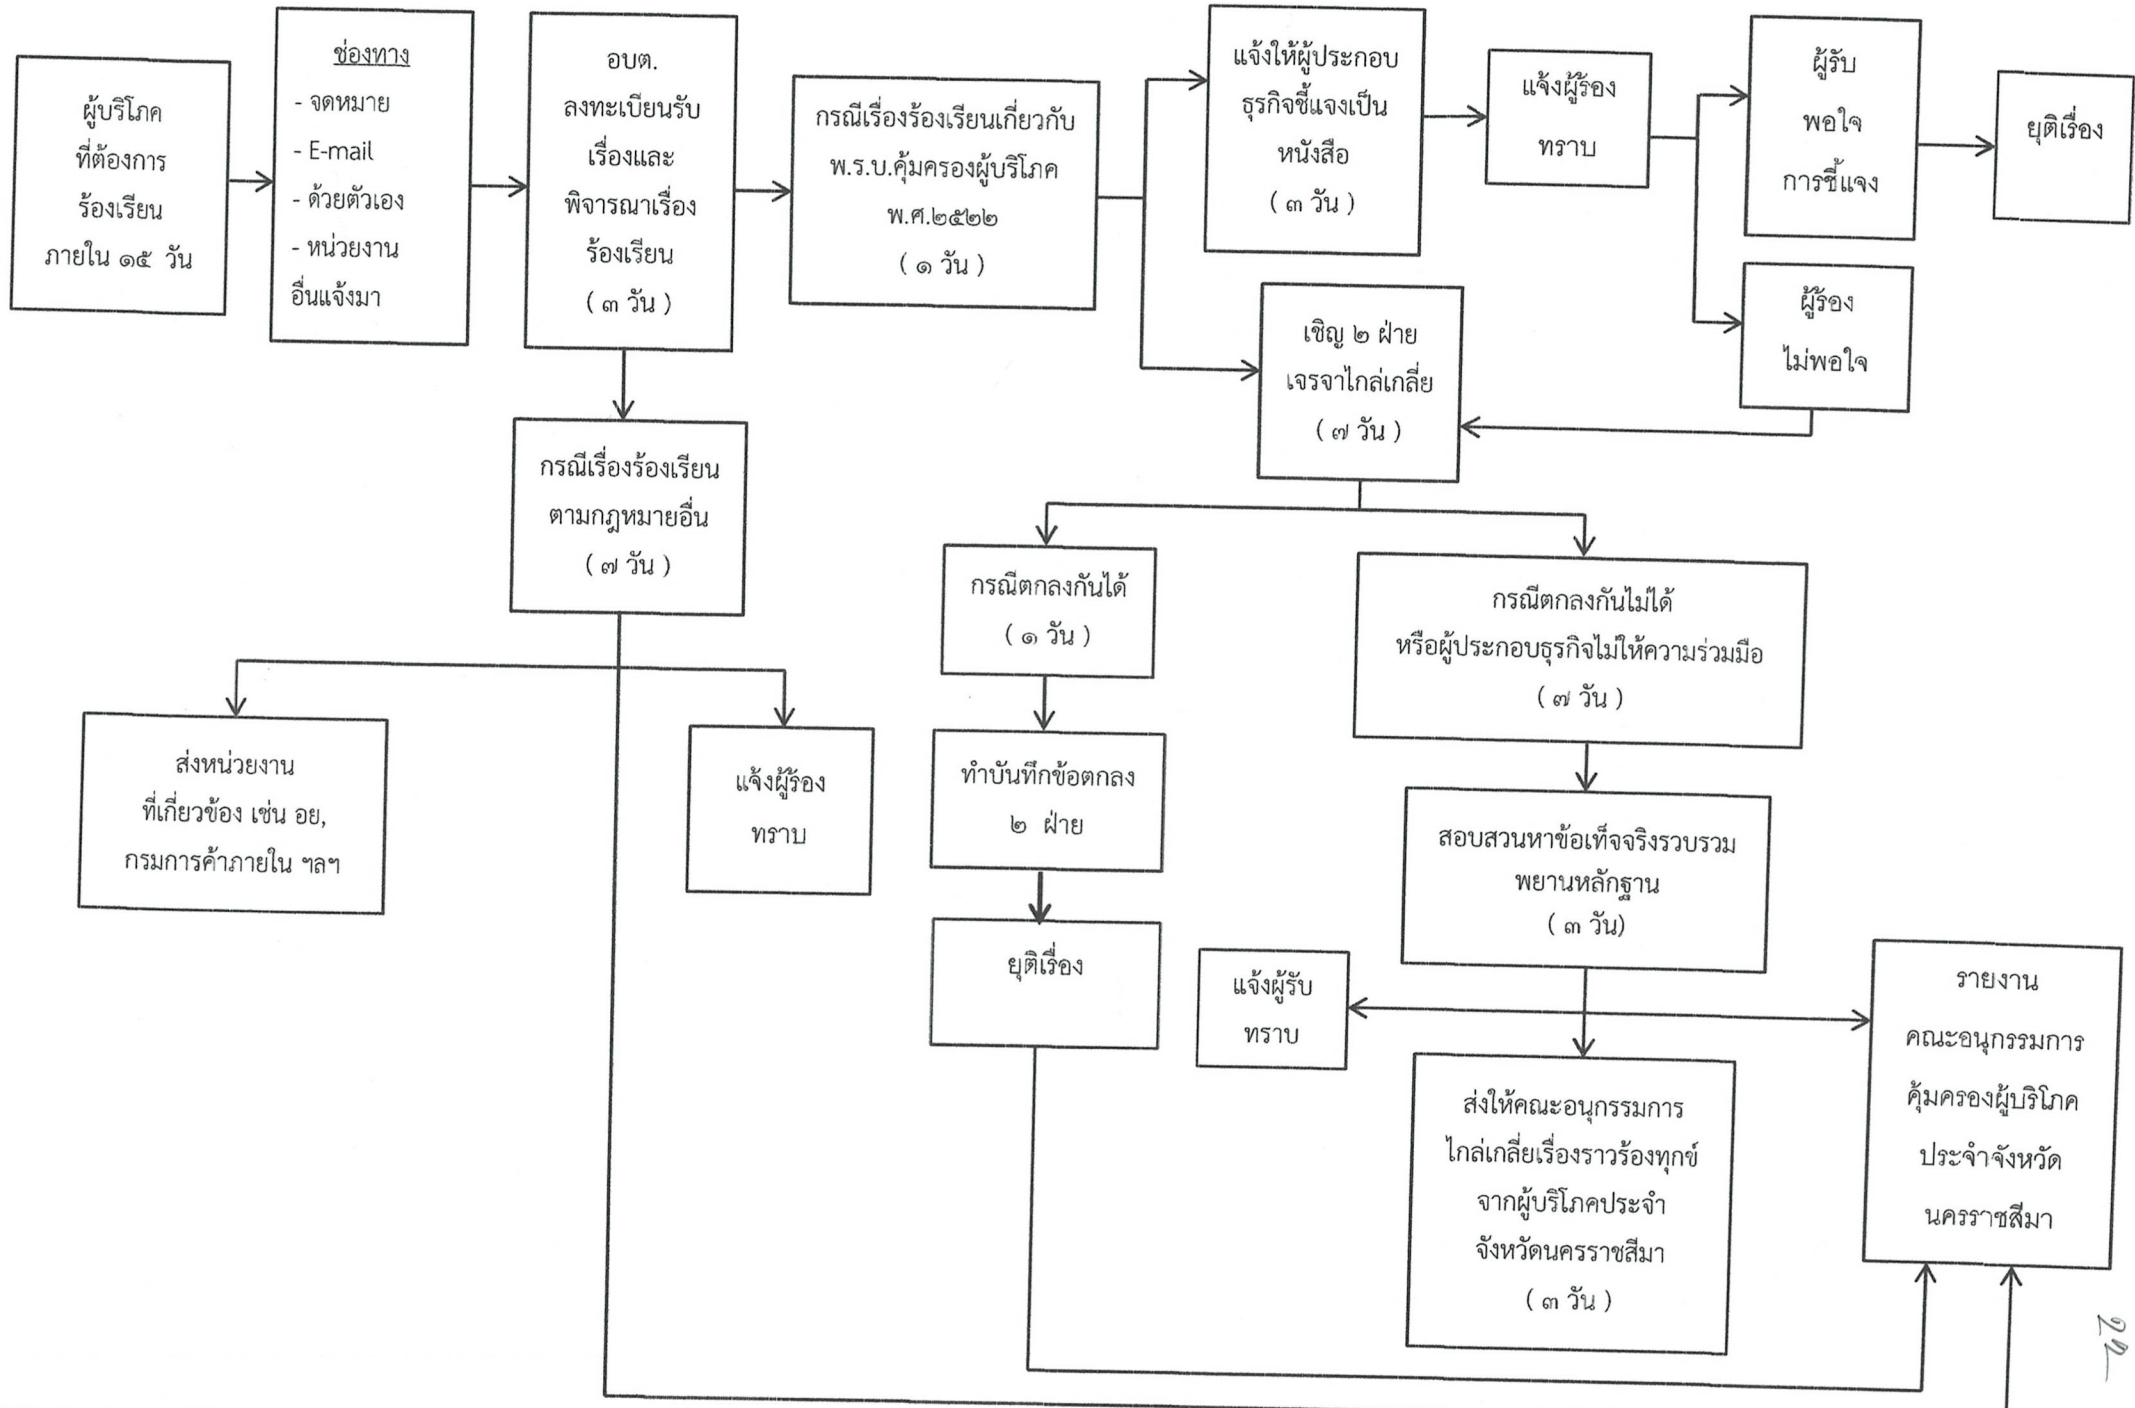 ผู้บริโภค
ที่ต้องการ
ร้องเรียน
ภายใน ๑๕ วัน
ช่องทาง
- จดหมาย
- E-mail
- ด้วยตัวเอง
- หน่วยงาน
อื่นแจ้งมา
อบต.
ลงทะเบียนรับ
เรื่องและ
พิจารณาเรื่อง
ร้องเรียน
( ๓ วัน )
กรณีเรื่องร้องเรียนเกี่ยวกับ
พ.ร.บ.คุ้มครองผู้บริโภค
พ.ศ.๒๕๒๒
( ๑ วัน )
แจ้งให้ผู้ประกอบ
ธุรกิจชี้แจงเป็น
หนังสือ
( ๓ วัน )
แจ้งผู้ร้อง
ทราบ
ผู้รับ
พอใจ
การชี้แจง
ยุติเรื่อง
ผู้ร้อง
ไม่พอใจ
เชิญ ๒ ฝ่าย
เจรจาไกล่เกลี่ย
( ๗ วัน )
กรณีเรื่องร้องเรียน
ตามกฎหมายอื่น
( ๗ วัน )
ส่งหน่วยงาน
ที่เกี่ยวข้อง เช่น อย,
กรมการค้าภายใน ฯลฯ
แจ้งผู้ร้อง
ทราบ
กรณีตกลงกันได้
( ๑ วัน )
ทำบันทึกข้อตกลง
๒ ฝ่าย
ยุติเรื่อง
กรณีตกลงกันไม่ได้
หรือผู้ประกอบธุรกิจไม่ให้ความร่วมมือ
( ๗ วัน )
สอบสวนหาข้อเท็จจริงรวบรวม
พยานหลักฐาน
( ๓ วัน)
แจ้งผู้รับ
ทราบ
ส่งให้คณะอนุกรรมการ
ไกล่เกลี่ยเรื่องราวร้องทุกข์
จากผู้บริโภคประจำ
จังหวัดนครราชสีมา
( ๓ วัน )
รายงาน
คณะอนุกรรมการ
คุ้มครองผู้บริโภค
ประจำจังหวัด
นครราชสีมา